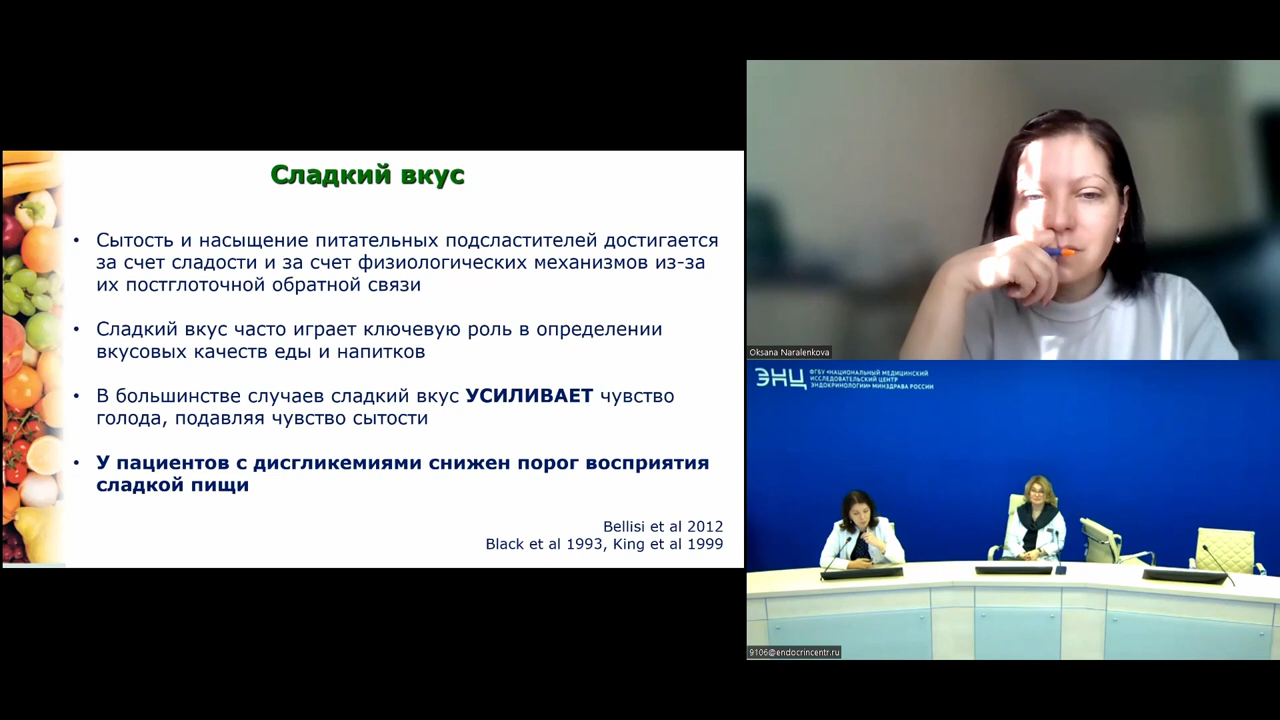 Сладкий вкус
• Сытость и насыщение питательных подсластителей достигается
за счет сладости и за счет физиологических механизмов из-за
их постглоточной обратной связи
• Сладкий вкус часто играет ключевую роль в определении
вкусовых качеств еды и напитков
• В большинстве случаев сладкий вкус УСИЛИВАЕТ чувство
голода, подавляя чувство сытости
• У пациентов с дисгликемиями снижен порог восприятия
сладкой пищи
Bellisi et al 2012
Black et al 1993, King et al 1999
Oksana Naralenkova
ЭНЦ
ФГБУ «НАЦИОНАЛЬНЫЙ МЕДИЦИНСКИЙ
ИССЛЕДОВАТЕЛЬСКИЙ ЦЕНТР
ЭНДОКРИНОЛОГИИ» МИНЗДРАВА РОССИИ
9106@endocrincentr.ru